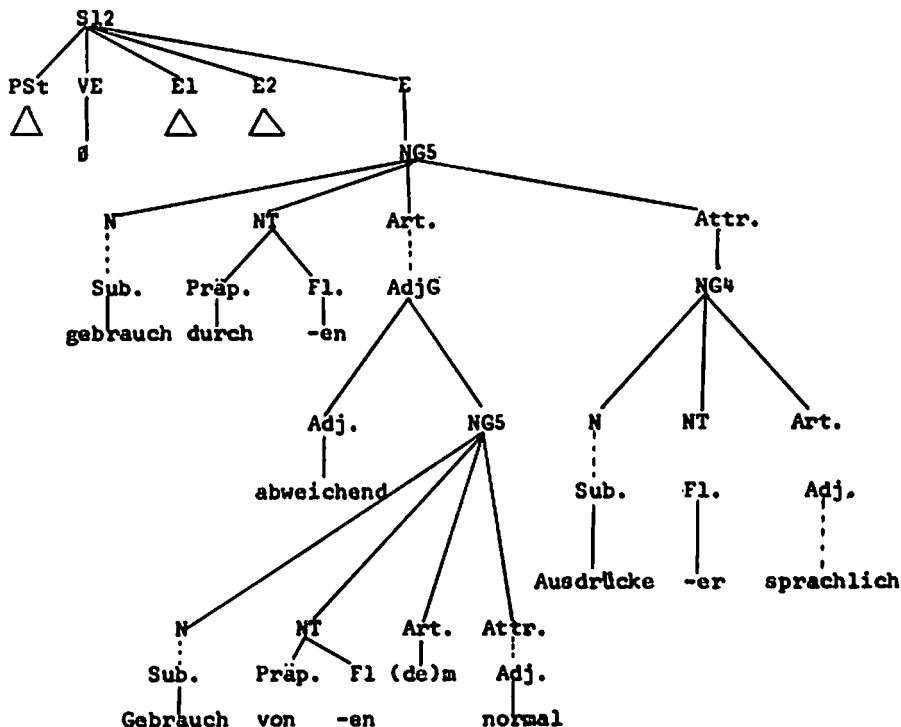 S12
PSt VE E1 E2 E
Ø
NG5
N NT Art. Attr.
Sub. Präp. Fl. AdjG NG4
gebrauch durch -en
Adj. NG5 N NT Art.
abweichend Sub. Fl. Adj.
Ausdrücke -er sprachlich
N NT Art. Attr.
Sub. Präp. Fl (de)m Adj.
Gebrauch von -en normal